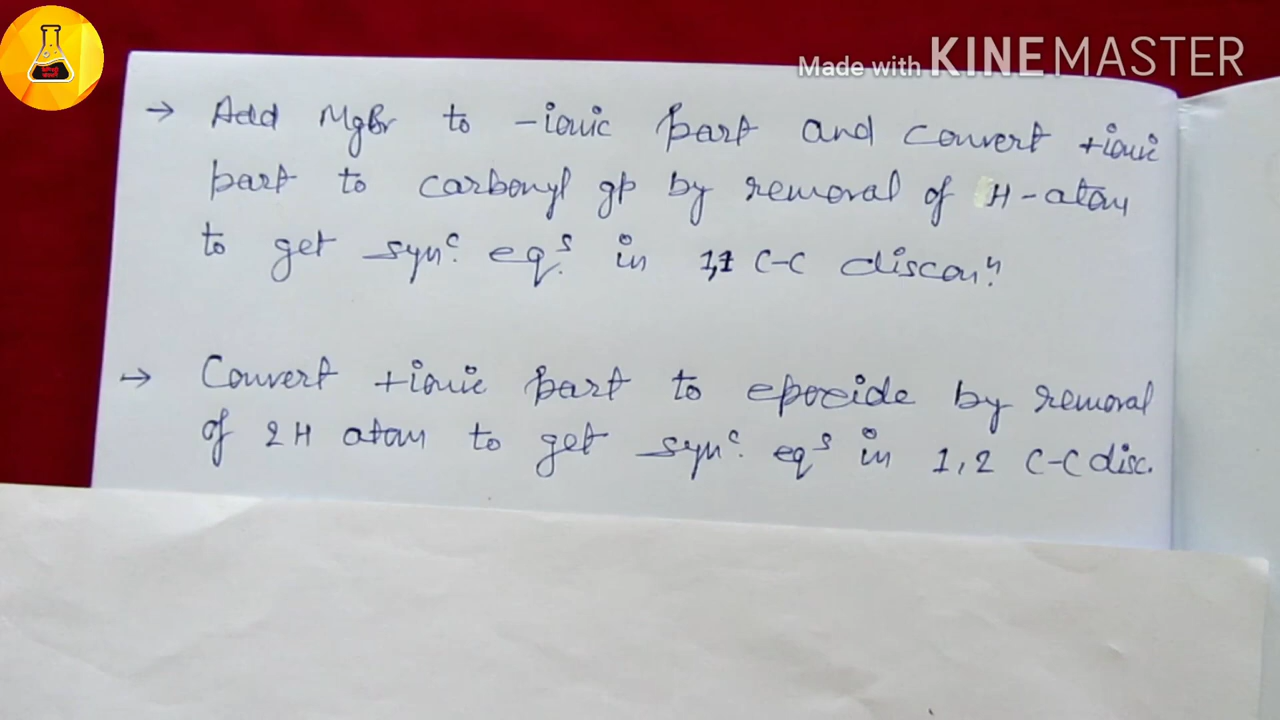 Made with KINEMASTER
→ Add MgBr to -ionic part and convert +ionic
part to carbonyl gp by removal of H-atom
to get synᶜ. eqˢ. in 1,1 C-C disconⁿ.
→ Convert +ionic part to epoxide by removal
of 2H atom to get synᶜ. eqˢ in 1,2 C-C disc.